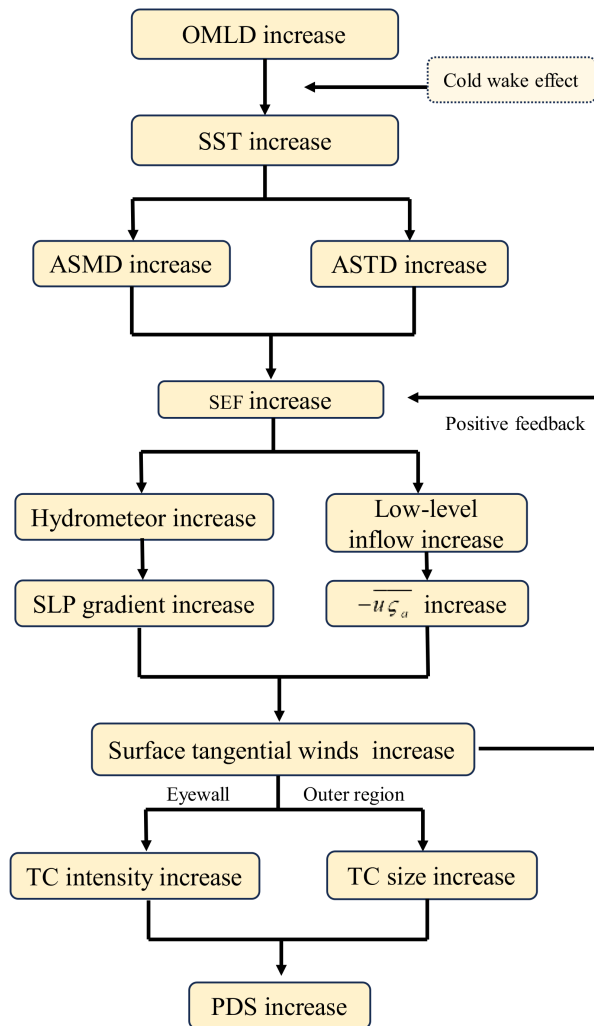 OMLD increase
Cold wake effect
SST increase
ASMD increase
ASTD increase
SEF increase
Positive feedback
Hydrometeor increase
Low-level
inflow increase
SLP gradient increase
$-\overline{u\varsigma_a}$ increase
Surface tangential winds increase
Eyewall
Outer region
TC intensity increase
TC size increase
PDS increase